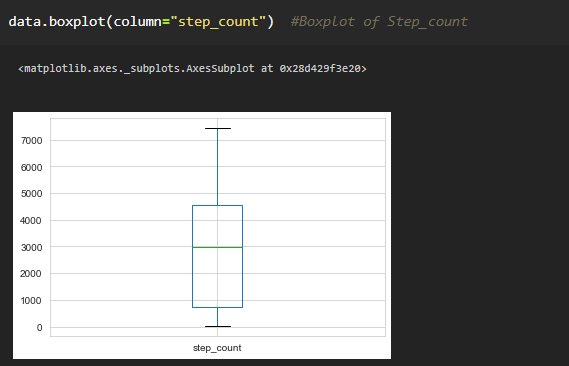 data.boxplot(column="step_count")  #Boxplot of Step_count
<matplotlib.axes._subplots.AxesSubplot at 0x28d429f3e20>
7000
6000
5000
4000
3000
2000
1000
0
step_count